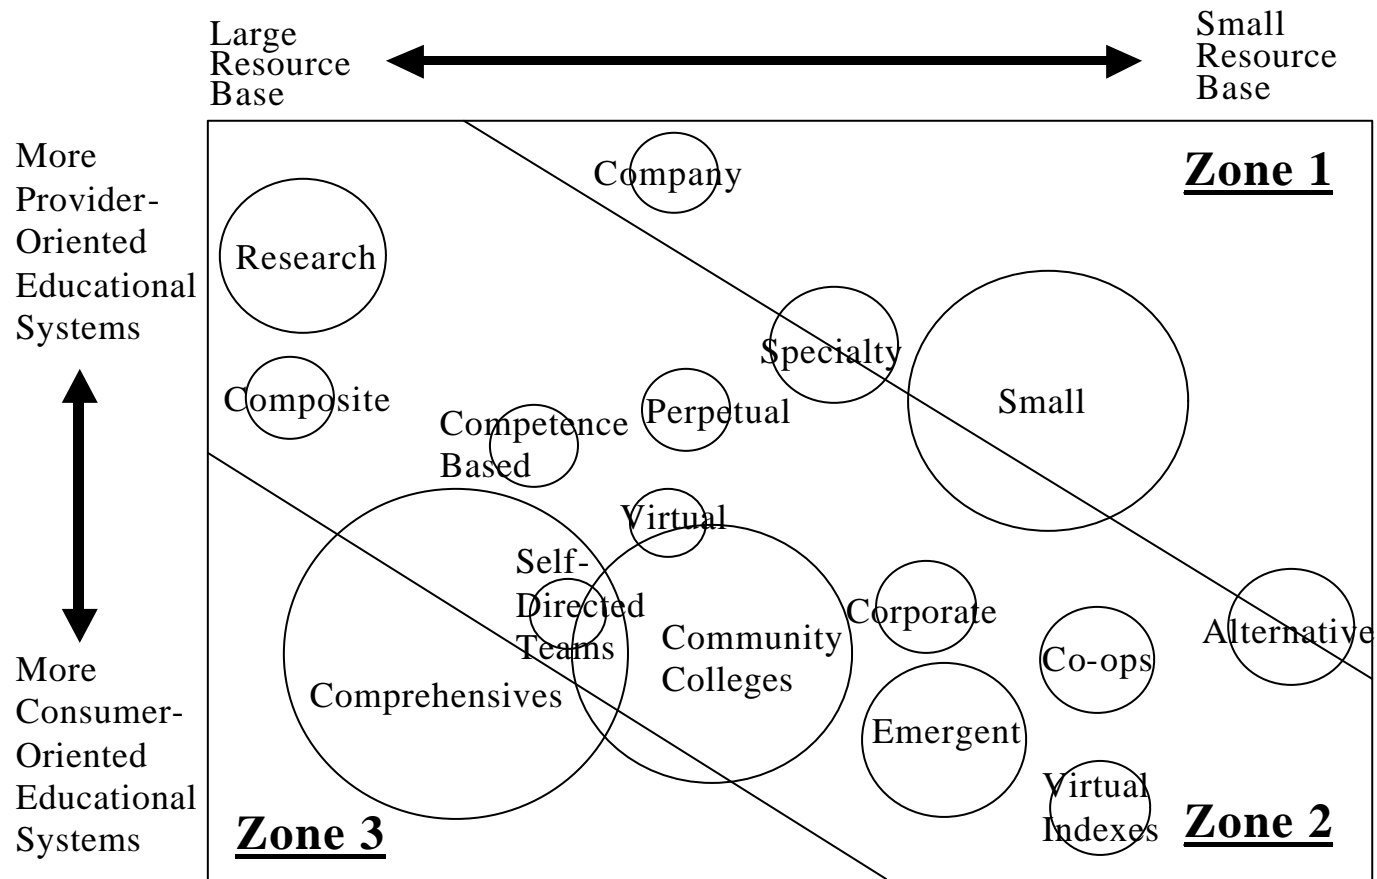 Large
Resource
Base
Small
Resource
Base
More
Provider-
Oriented
Educational
Systems
More
Consumer-
Oriented
Educational
Systems
Company
Zone 1
Research
Specialty
Composite
Small
Perpetual
Competence
Based
Virtual
Self-
Directed
Teams
Community
Colleges
Corporate
Alternative
Co-ops
Comprehensives
Emergent
Virtual
Indexes
Zone 3
Zone 2